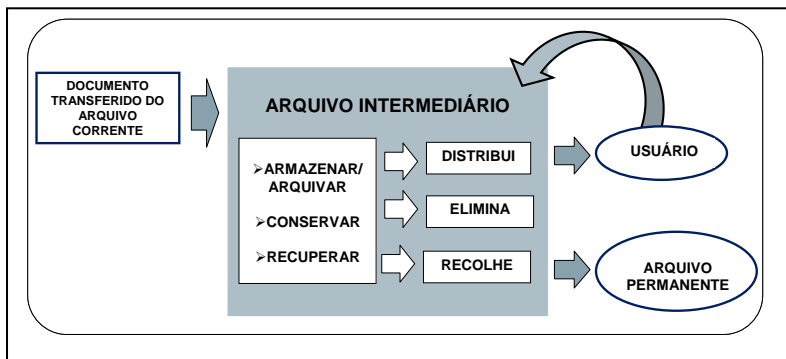 DOCUMENTO
TRANSFERIDO DO
ARQUIVO
CORRENTE
ARQUIVO INTERMEDIÁRIO
➢ARMAZENAR/
ARQUIVAR
➢CONSERVAR
➢RECUPERAR
DISTRIBUI
ELIMINA
RECOLHE
USUÁRIO
ARQUIVO
PERMANENTE